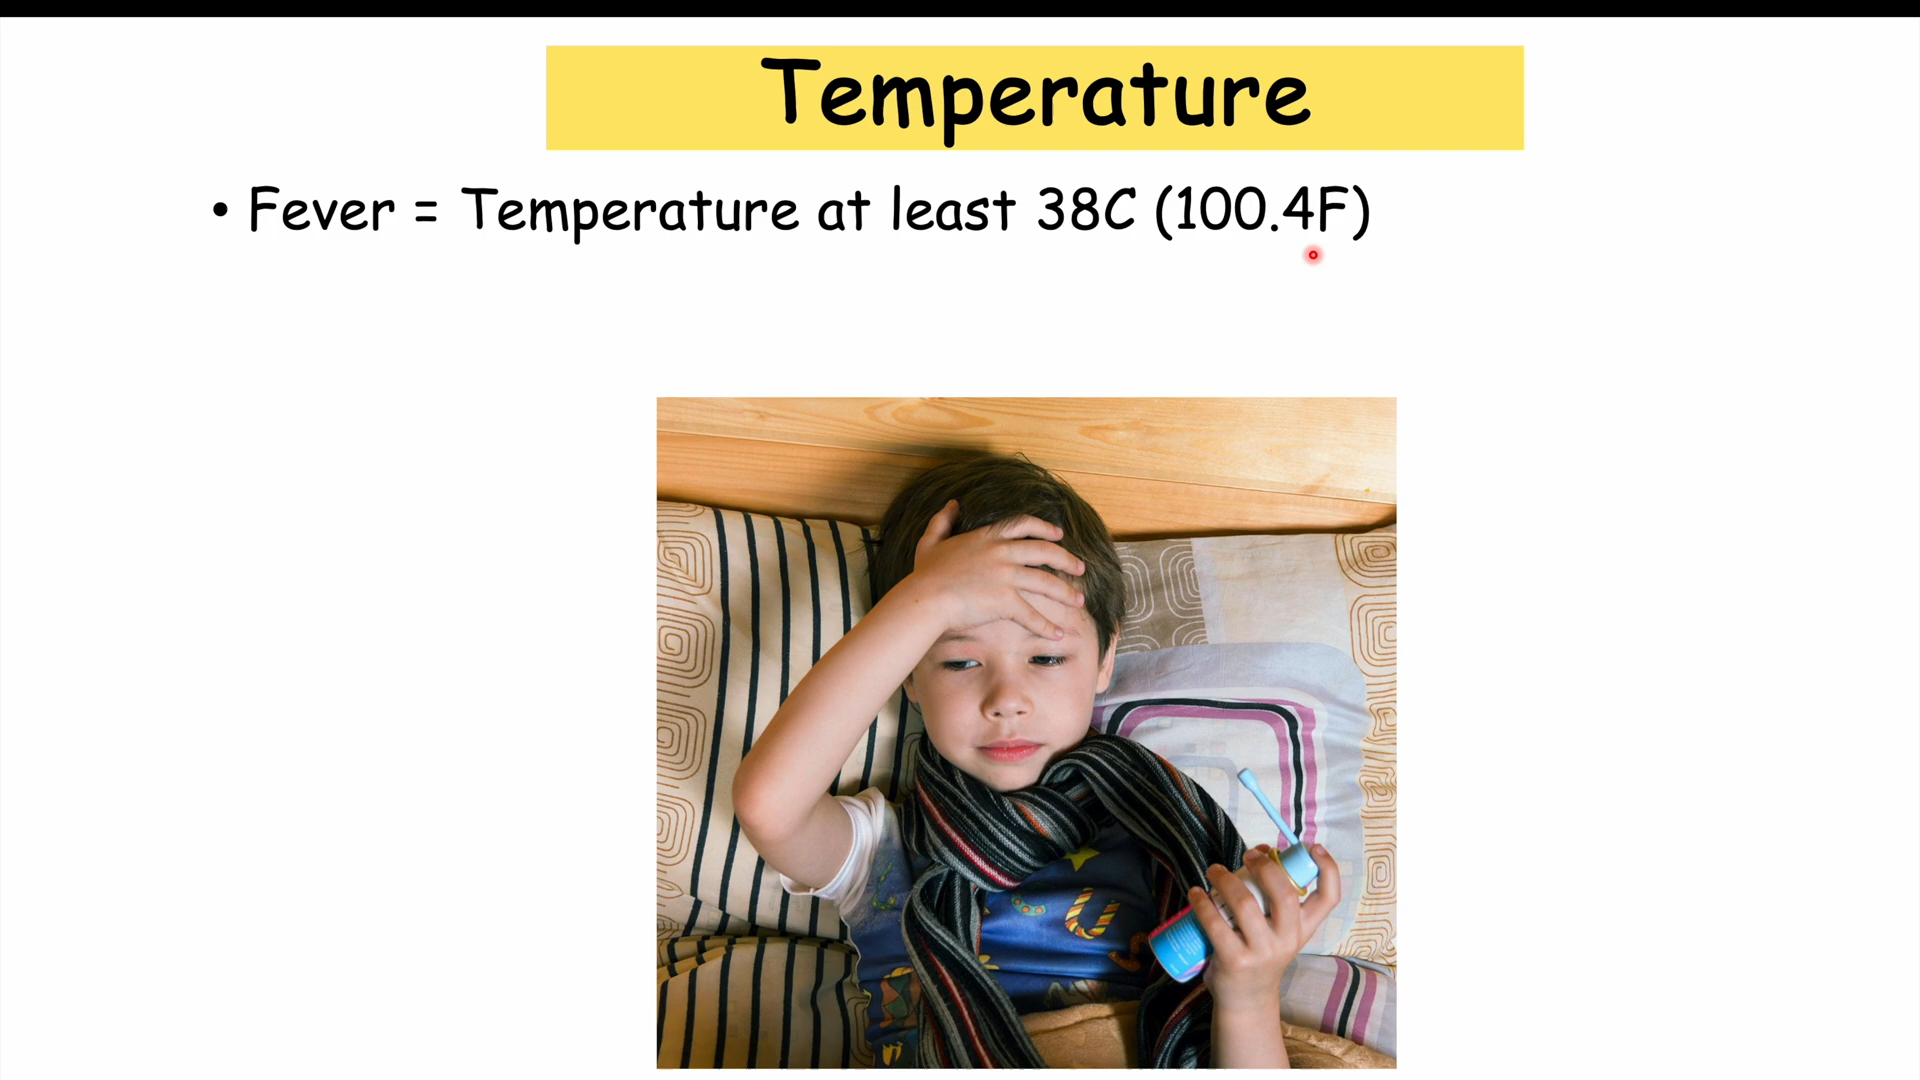 Temperature
• Fever = Temperature at least 38C (100.4F)